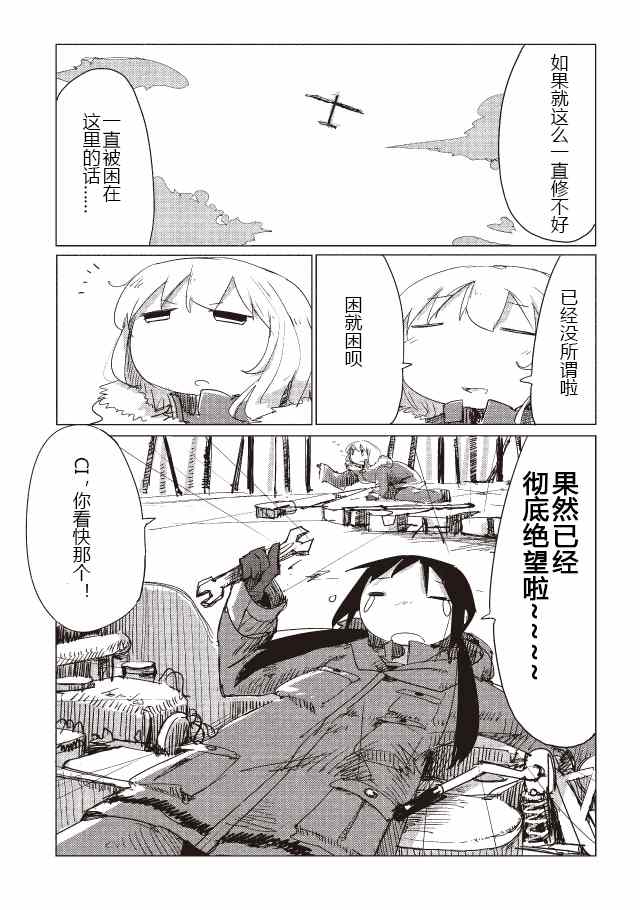 如果就这么一直修不好
一直被困在
这里的话……
已经没所谓啦
困就困呗
果然已经
彻底绝望啦~~~~
CI，你看快那个！